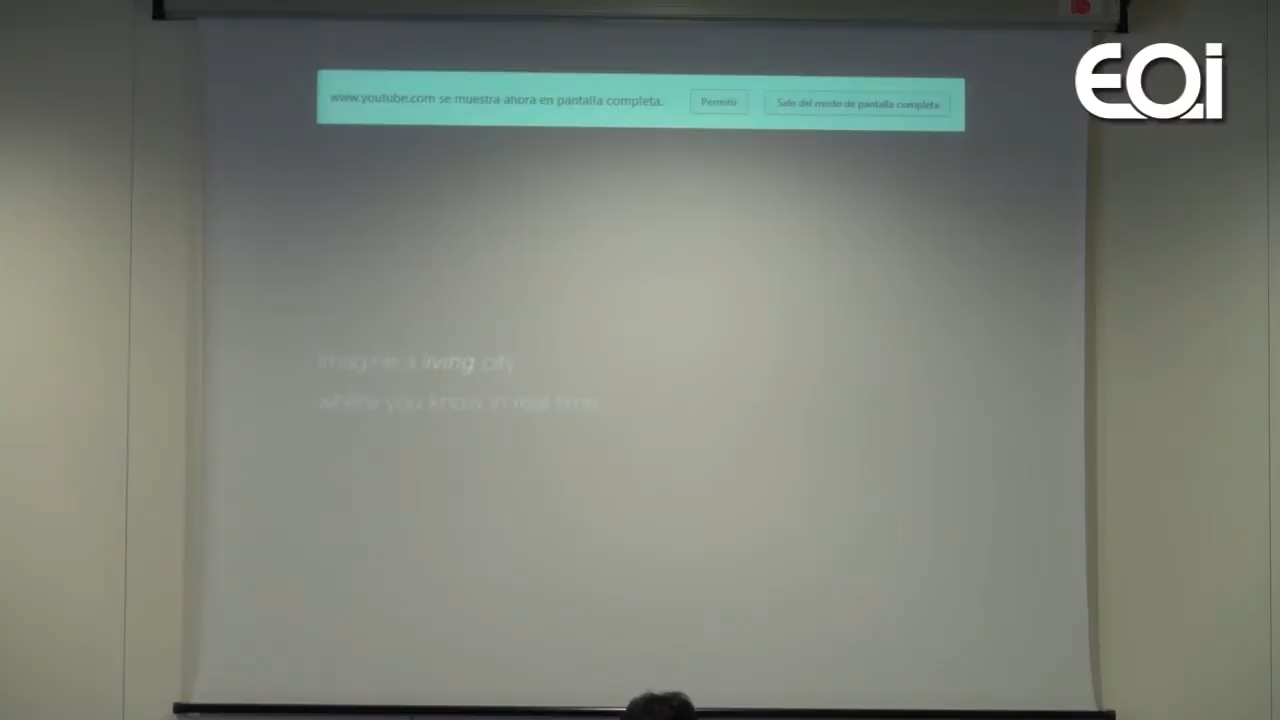 EOi
www.youtube.com se muestra ahora en pantalla completa. Permitir Salir del modo de pantalla completa
Imagine a living city
where you know in real time